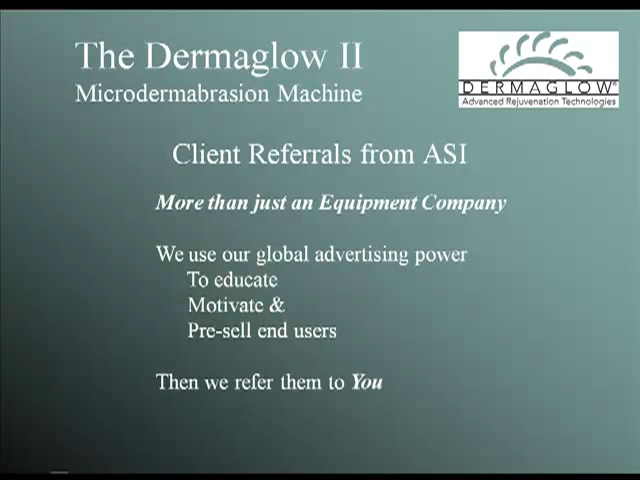 The Dermaglow II
Microdermabrasion Machine
DERMAGLOW®
Advanced Rejuvenation Technologies
Client Referrals from ASI
More than just an Equipment Company
We use our global advertising power
To educate
Motivate &
Pre-sell end users
Then we refer them to You